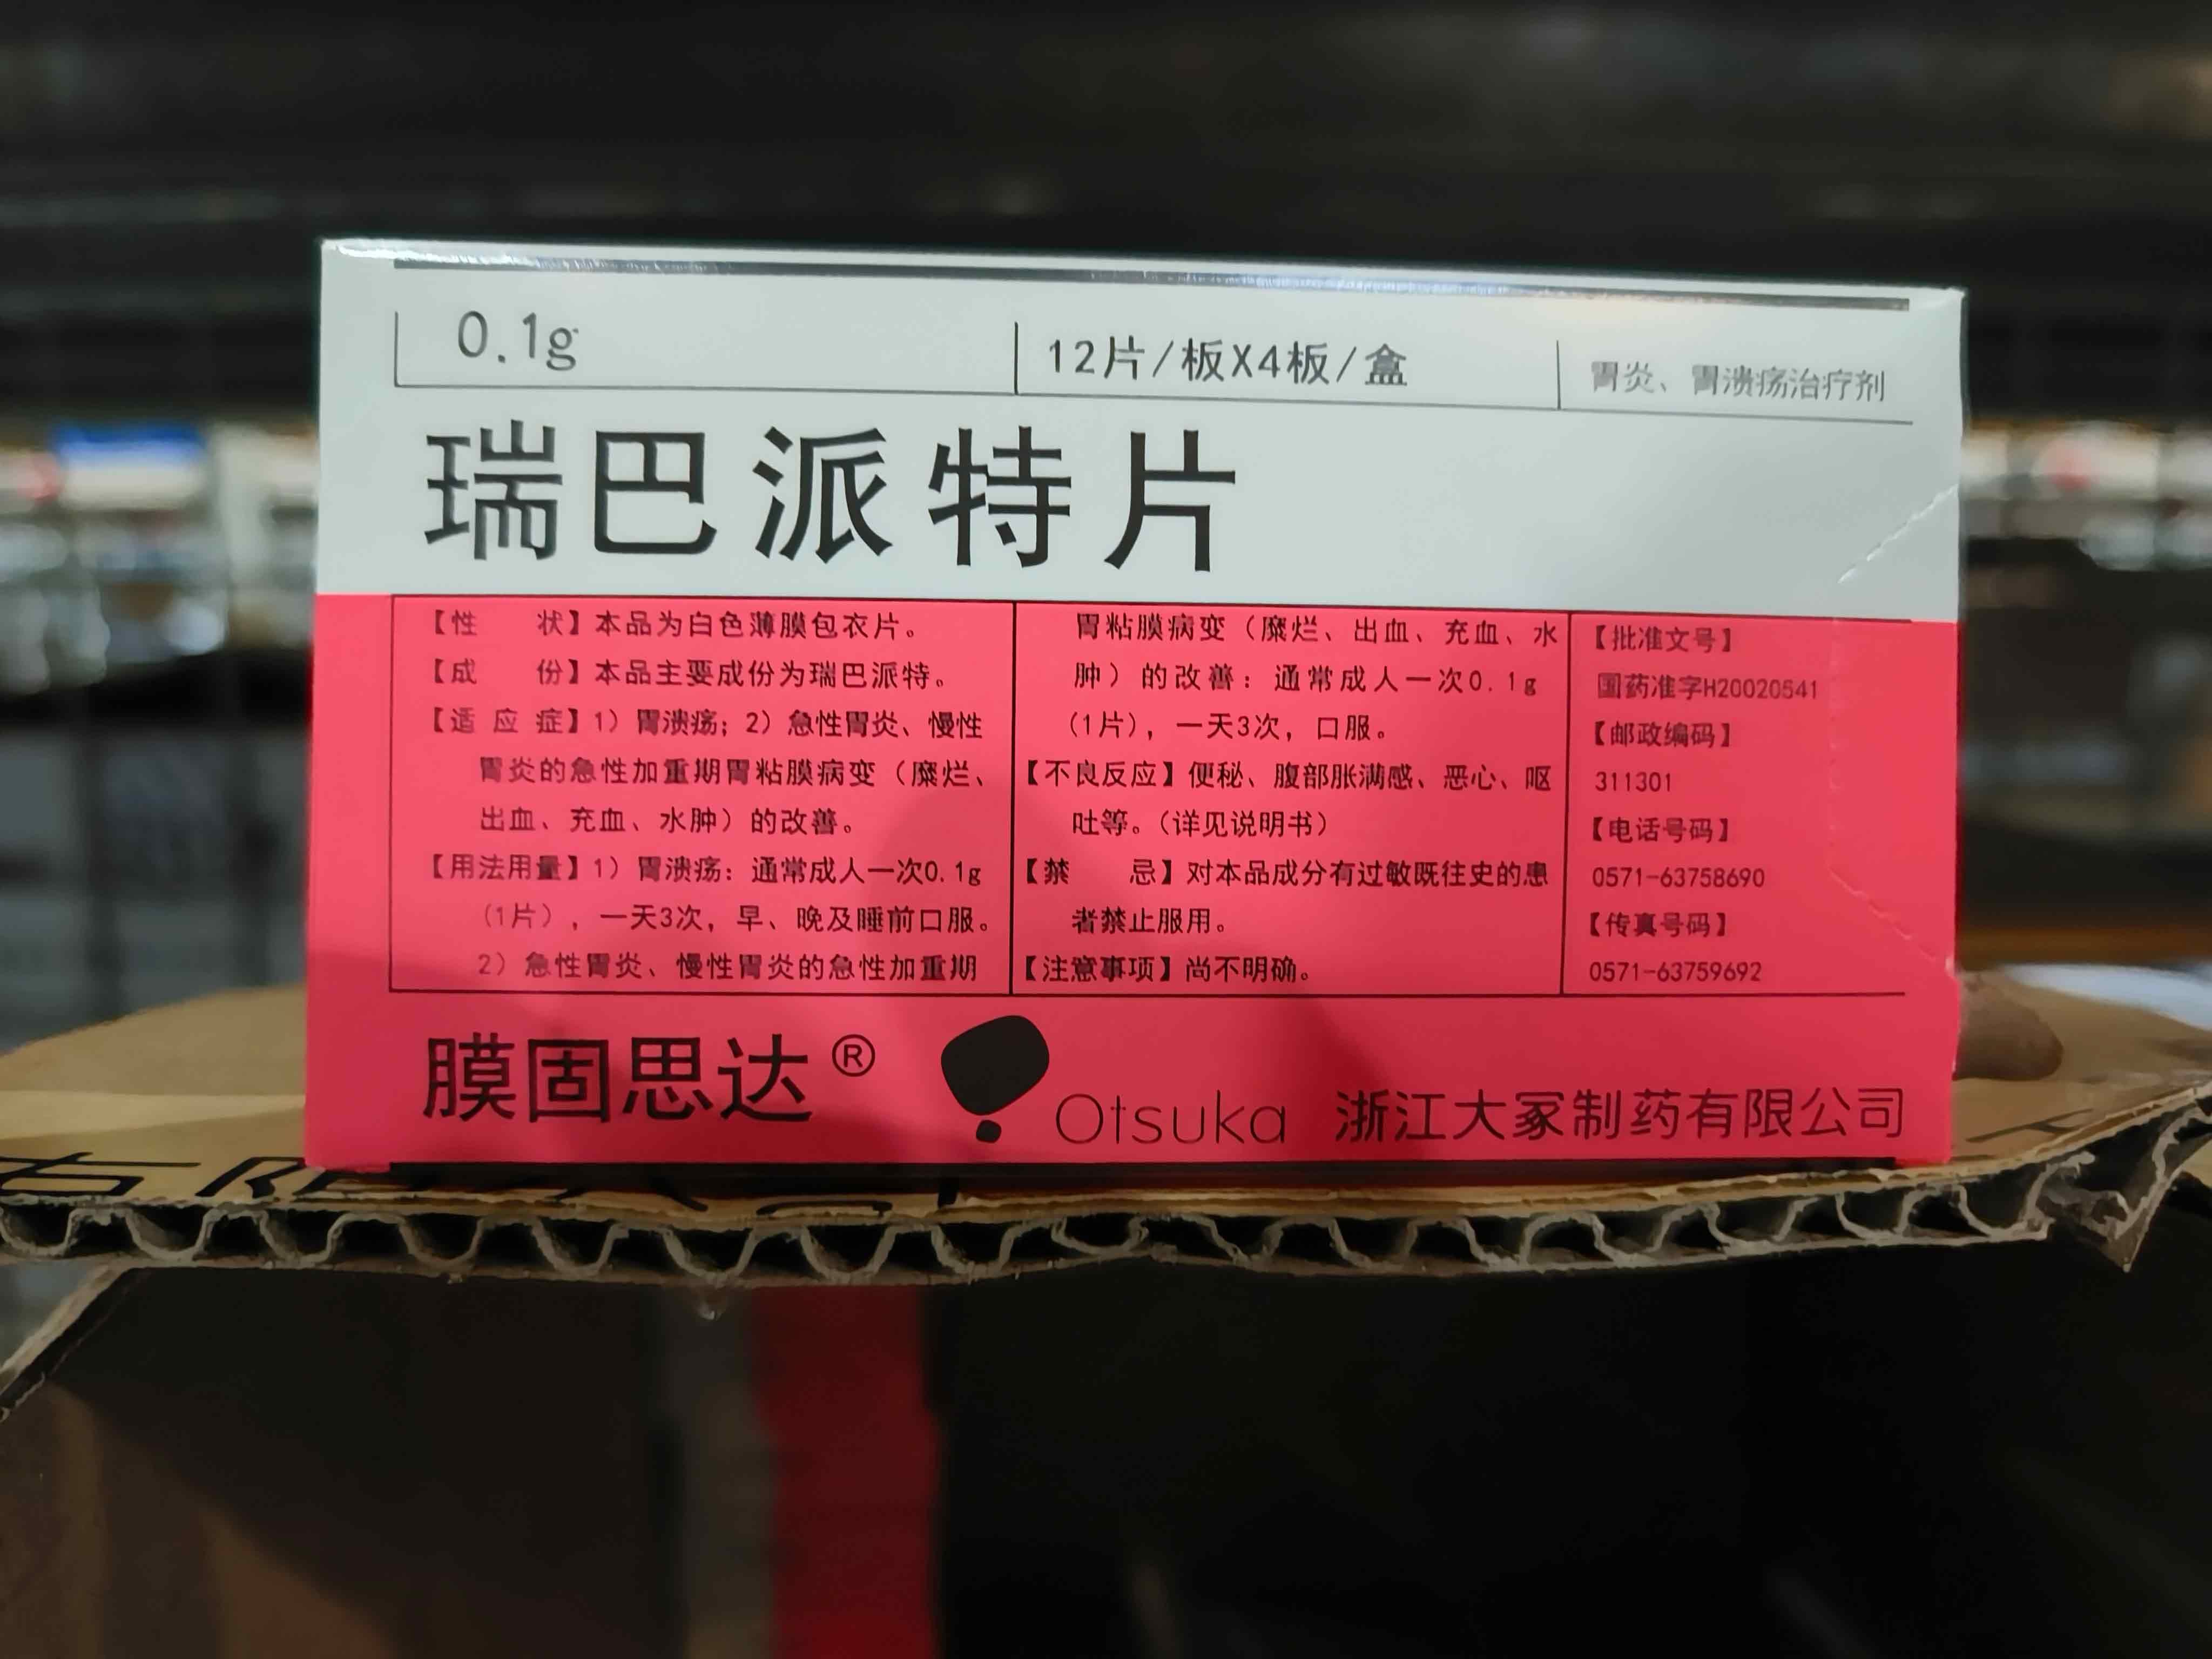 0.1g
12片/板X4板/盒
胃炎、胃溃疡治疗剂
瑞巴派特片
【性 状】本品为白色薄膜包衣片。
【成 份】本品主要成份为瑞巴派特。
【适 应 症】1）胃溃疡；2）急性胃炎、慢性
胃炎的急性加重期胃粘膜病变（糜烂、
出血、充血、水肿）的改善。
【用法用量】1）胃溃疡：通常成人一次0.1g
（1片），一天3次，早、晚及睡前口服。
2）急性胃炎、慢性胃炎的急性加重期
胃粘膜病变（糜烂、出血、充血、水
肿）的改善：通常成人一次0.1g
（1片），一天3次，口服。
【不良反应】便秘、腹部胀满感、恶心、呕
吐等。（详见说明书）
【禁 忌】对本品成分有过敏既往史的患
者禁止服用。
【注意事项】尚不明确。
【批准文号】
国药准字H20020541
【邮政编码】
311301
【电话号码】
0571-63758690
【传真号码】
0571-63759692
膜固思达®
Otsuka 浙江大冢制药有限公司